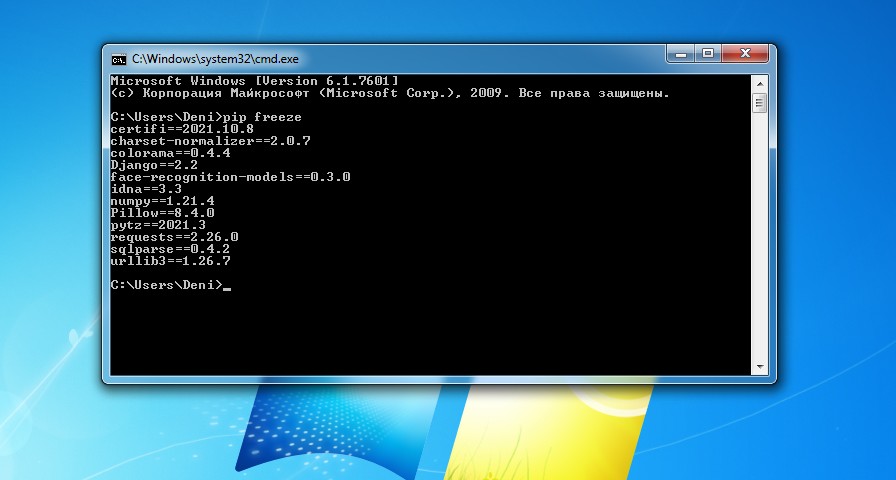 C:\Windows\system32\cmd.exe
Microsoft Windows [Version 6.1.7601]
(c) Корпорация Майкрософт (Microsoft Corp.), 2009. Все права защищены.
C:\Users\Deni>pip freeze
certifi==2021.10.8
charset-normalizer==2.0.7
colorama==0.4.4
Django==2.2
face-recognition-models==0.3.0
idna==3.3
numpy==1.21.4
Pillow==8.4.0
pytz==2021.3
requests==2.26.0
sqlparse==0.4.2
urllib3==1.26.7
C:\Users\Deni>_